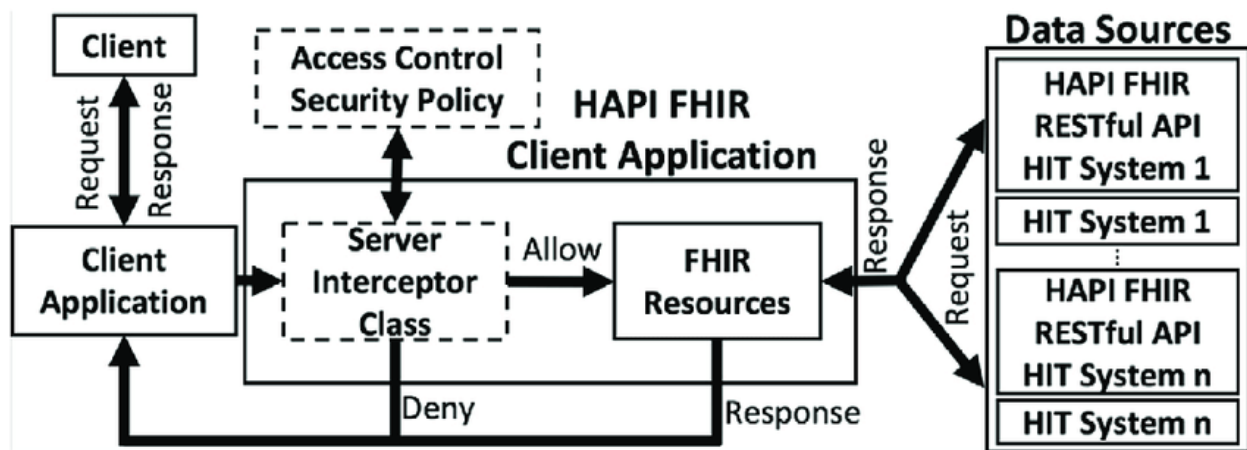 Client
Request
Response
Client
Application
Access Control
Security Policy
HAPI FHIR
Client Application
Server
Interceptor
Class
Allow
FHIR
Resources
Deny
Response
Response
Request
Data Sources
HAPI FHIR
RESTful API
HIT System 1
HIT System 1
HAPI FHIR
RESTful API
HIT System n
HIT System n